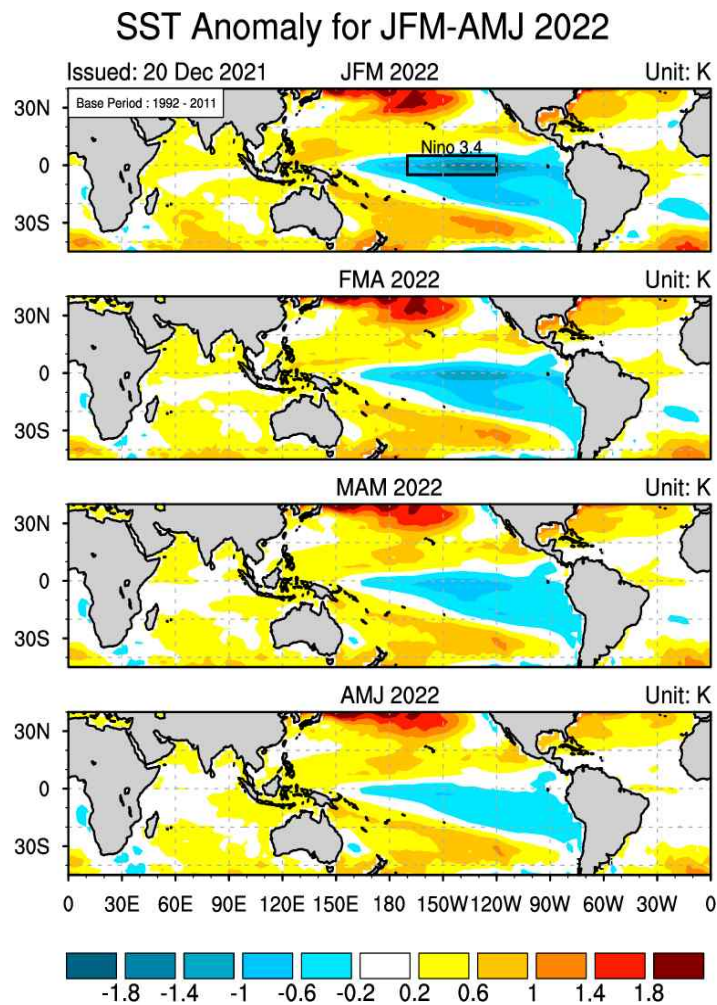 SST Anomaly for JFM-AMJ 2022
Issued: 20 Dec 2021 JFM 2022 Unit: K
30N
Base Period : 1992 - 2011
Nino 3.4
0
30S
FMA 2022 Unit: K
30N
0
30S
MAM 2022 Unit: K
30N
0
30S
AMJ 2022 Unit: K
30N
0
30S
0 30E 60E 90E 120E 150E 180 150W 120W 90W 60W 30W 0
-1.8 -1.4 -1 -0.6 -0.2 0.2 0.6 1 1.4 1.8